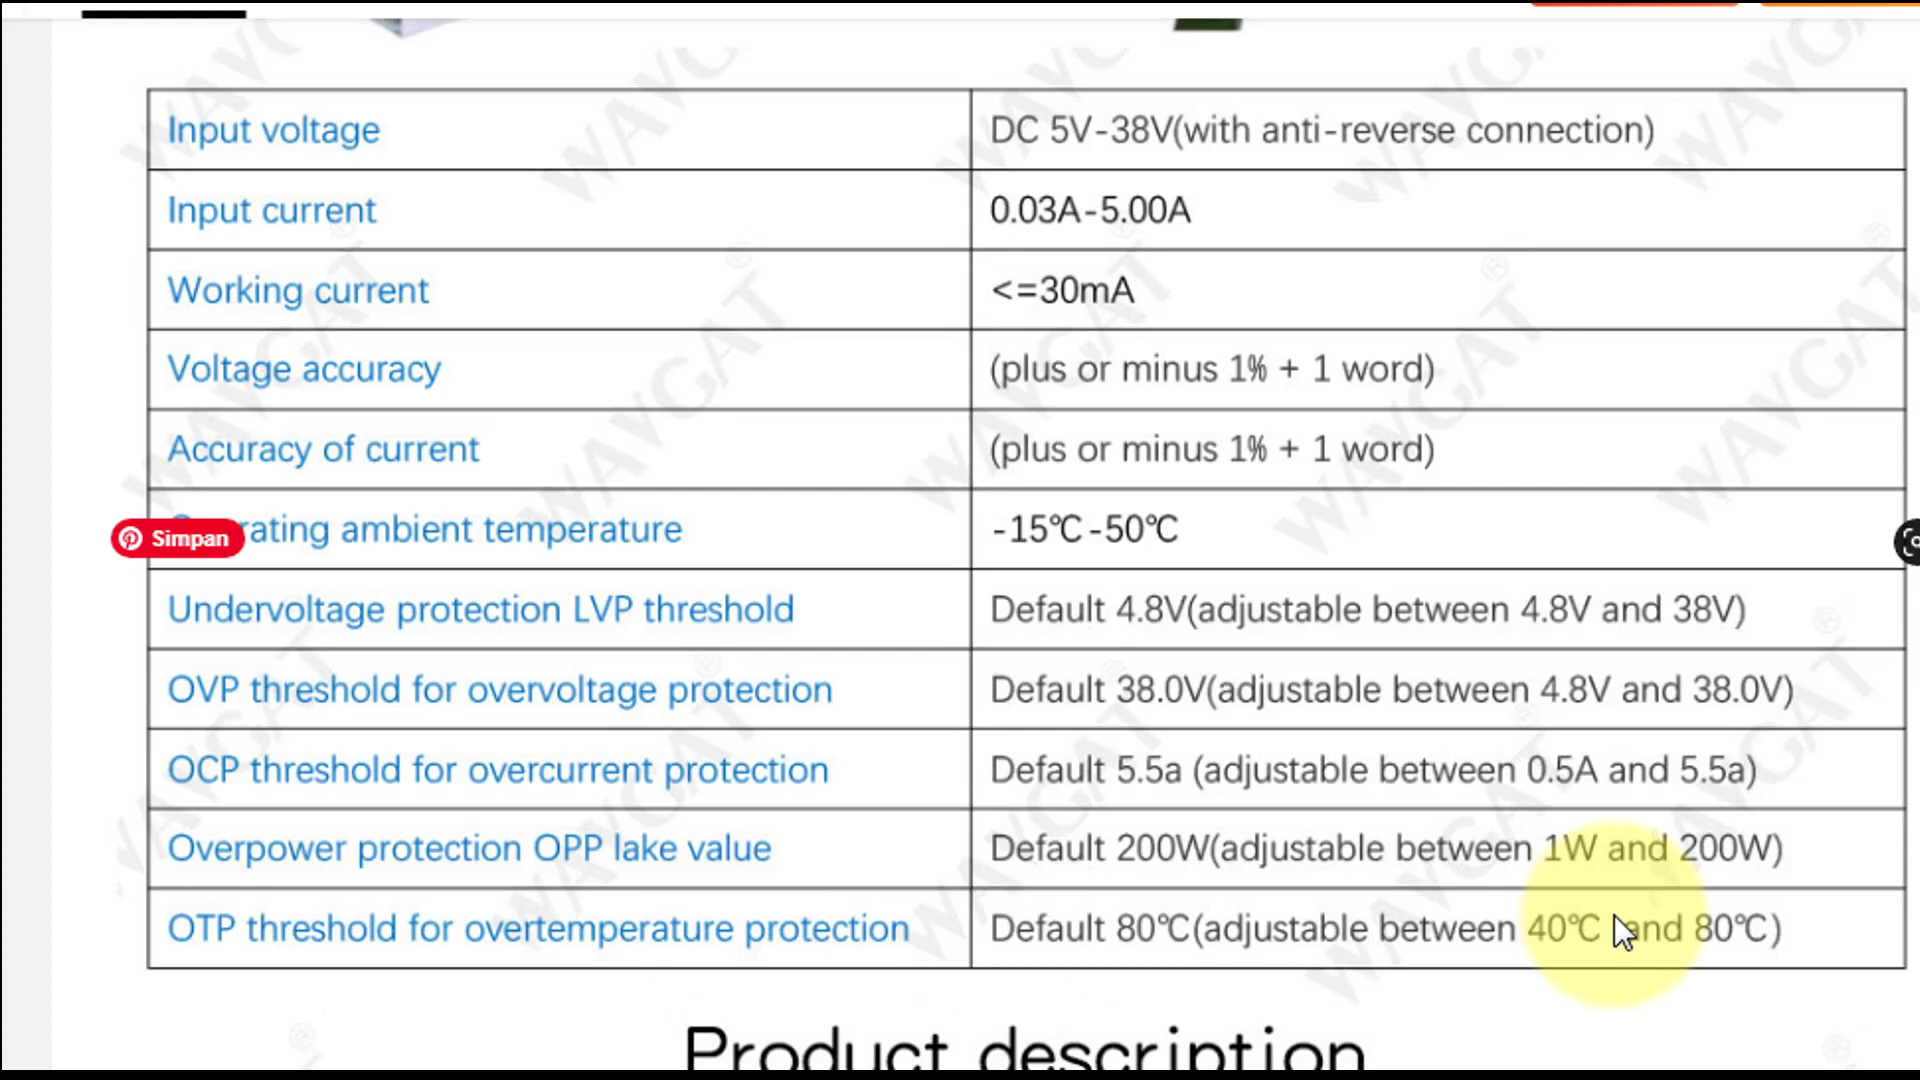 Input voltage DC 5V-38V(with anti-reverse connection)
Input current 0.03A-5.00A
Working current <=30mA
Voltage accuracy (plus or minus 1% + 1 word)
Accuracy of current (plus or minus 1% + 1 word)
Simpan rating ambient temperature -15℃-50℃
Undervoltage protection LVP threshold Default 4.8V(adjustable between 4.8V and 38V)
OVP threshold for overvoltage protection Default 38.0V(adjustable between 4.8V and 38.0V)
OCP threshold for overcurrent protection Default 5.5a (adjustable between 0.5A and 5.5a)
Overpower protection OPP lake value Default 200W(adjustable between 1W and 200W)
OTP threshold for overtemperature protection Default 80℃(adjustable between 40℃ and 80℃)
Product description
WAVGAT